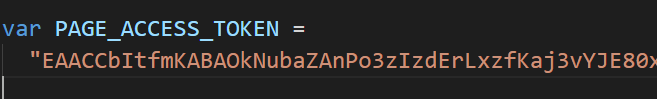 var PAGE_ACCESS_TOKEN =
"EAACCbItfmKABAOkNubaZAnPo3zIzdErLxzfKaj3vYJE80x